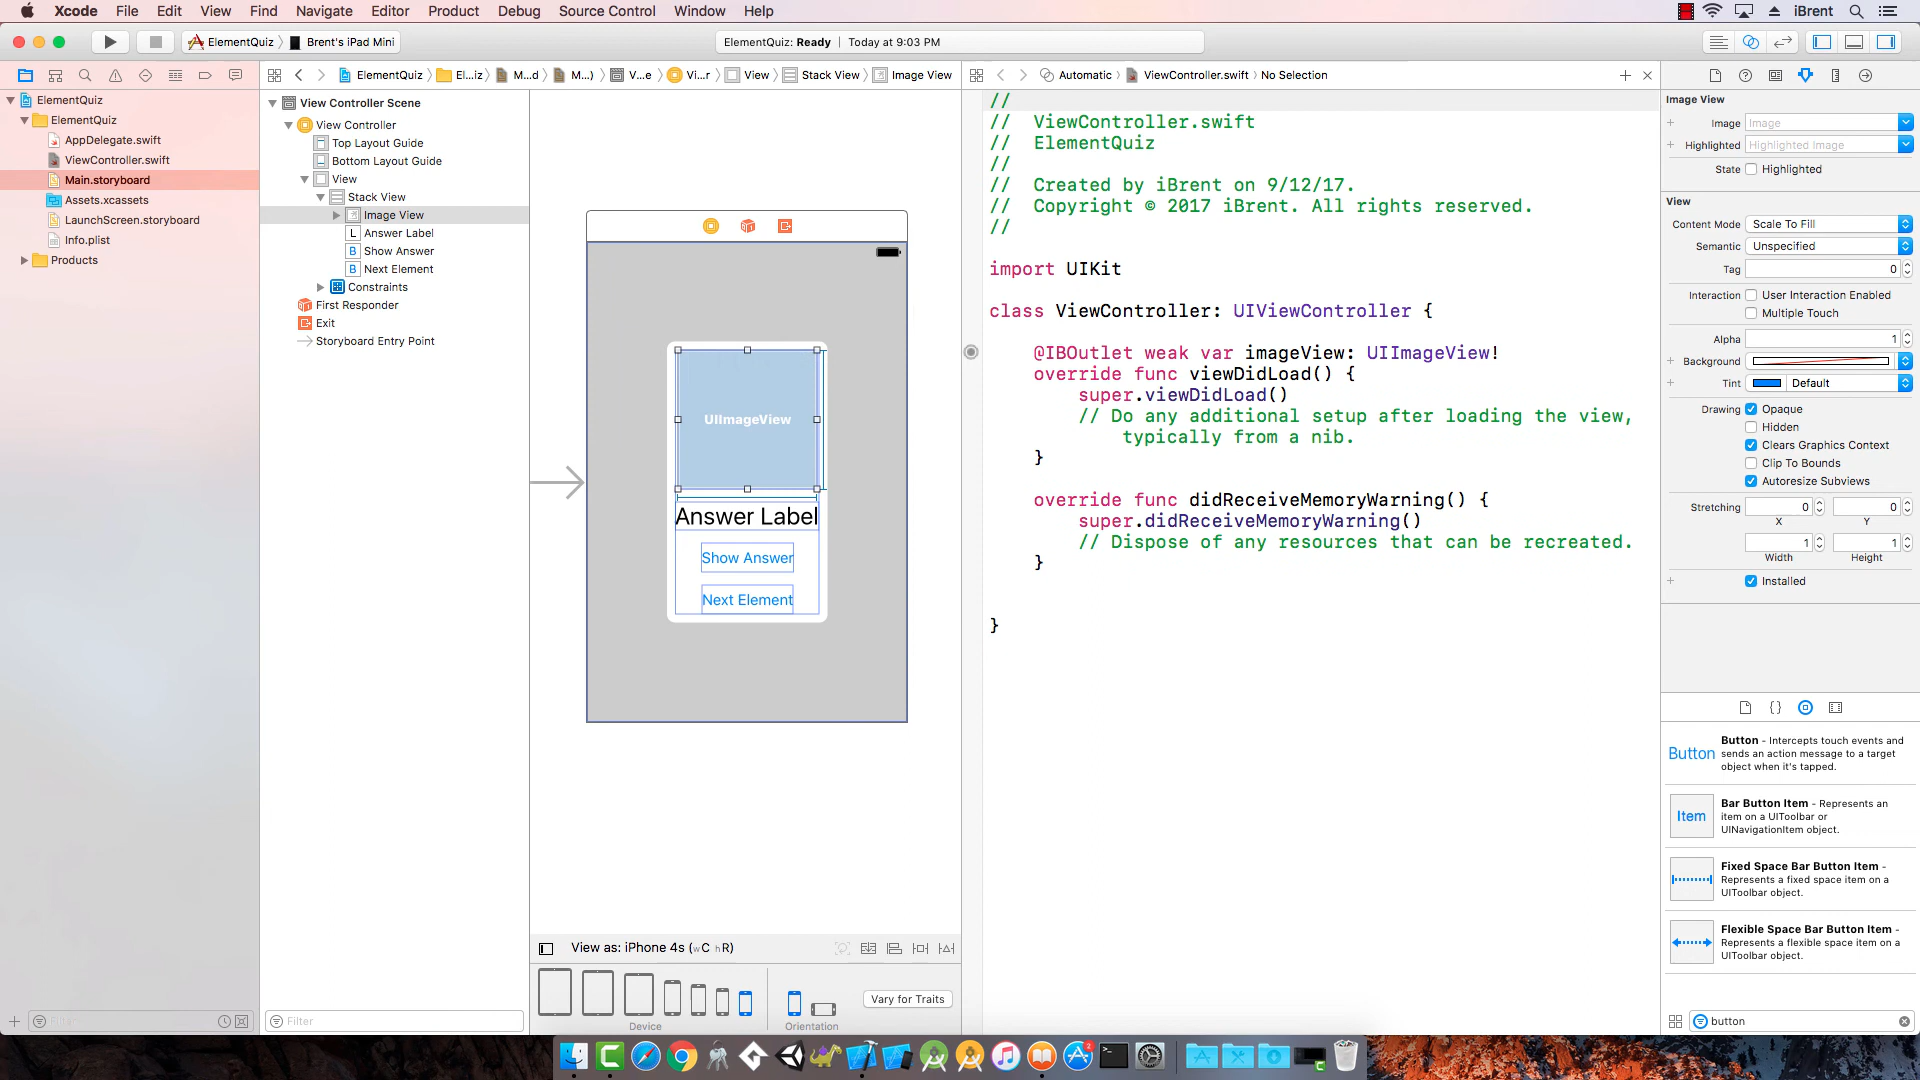 Xcode File Edit View Find Navigate Editor Product Debug Source Control Window Help iBrent
ElementQuiz Brent's iPad Mini ElementQuiz: Ready Today at 9:03 PM
ElementQuiz El...iz M...d M...) V...e Vi...r View Stack View Image View
Automatic ViewController.swift No Selection
ElementQuiz
ElementQuiz
AppDelegate.swift
ViewController.swift
Main.storyboard
Assets.xcassets
LaunchScreen.storyboard
Info.plist
Products
Filter
View Controller Scene
View Controller
Top Layout Guide
Bottom Layout Guide
View
Stack View
Image View
L Answer Label
B Show Answer
B Next Element
Constraints
First Responder
Exit
Storyboard Entry Point
Filter
UIImageView
Answer Label
Show Answer
Next Element
View as: iPhone 4s (wC hR)
Vary for Traits
Device Orientation
//
// ViewController.swift
// ElementQuiz
//
// Created by iBrent on 9/12/17.
// Copyright © 2017 iBrent. All rights reserved.
//
import UIKit
class ViewController: UIViewController {
@IBOutlet weak var imageView: UIImageView!
override func viewDidLoad() {
super.viewDidLoad()
// Do any additional setup after loading the view,
typically from a nib.
}
override func didReceiveMemoryWarning() {
super.didReceiveMemoryWarning()
// Dispose of any resources that can be recreated.
}
}
Image View
Image Image
Highlighted Highlighted Image
State Highlighted
View
Content Mode Scale To Fill
Semantic Unspecified
Tag 0
Interaction User Interaction Enabled
Multiple Touch
Alpha 1
Background
Tint Default
Drawing Opaque
Hidden
Clears Graphics Context
Clip To Bounds
Autoresize Subviews
Stretching 0 0
X Y
1 1
Width Height
Installed
{}
Button Button - Intercepts touch events and
sends an action message to a target
object when it's tapped.
Item Bar Button Item - Represents an
item on a UIToolbar or
UINavigationItem object.
Fixed Space Bar Button Item -
Represents a fixed space item on a
UIToolbar object.
Flexible Space Bar Button Item -
Represents a flexible space item on a
UIToolbar object.
button
2